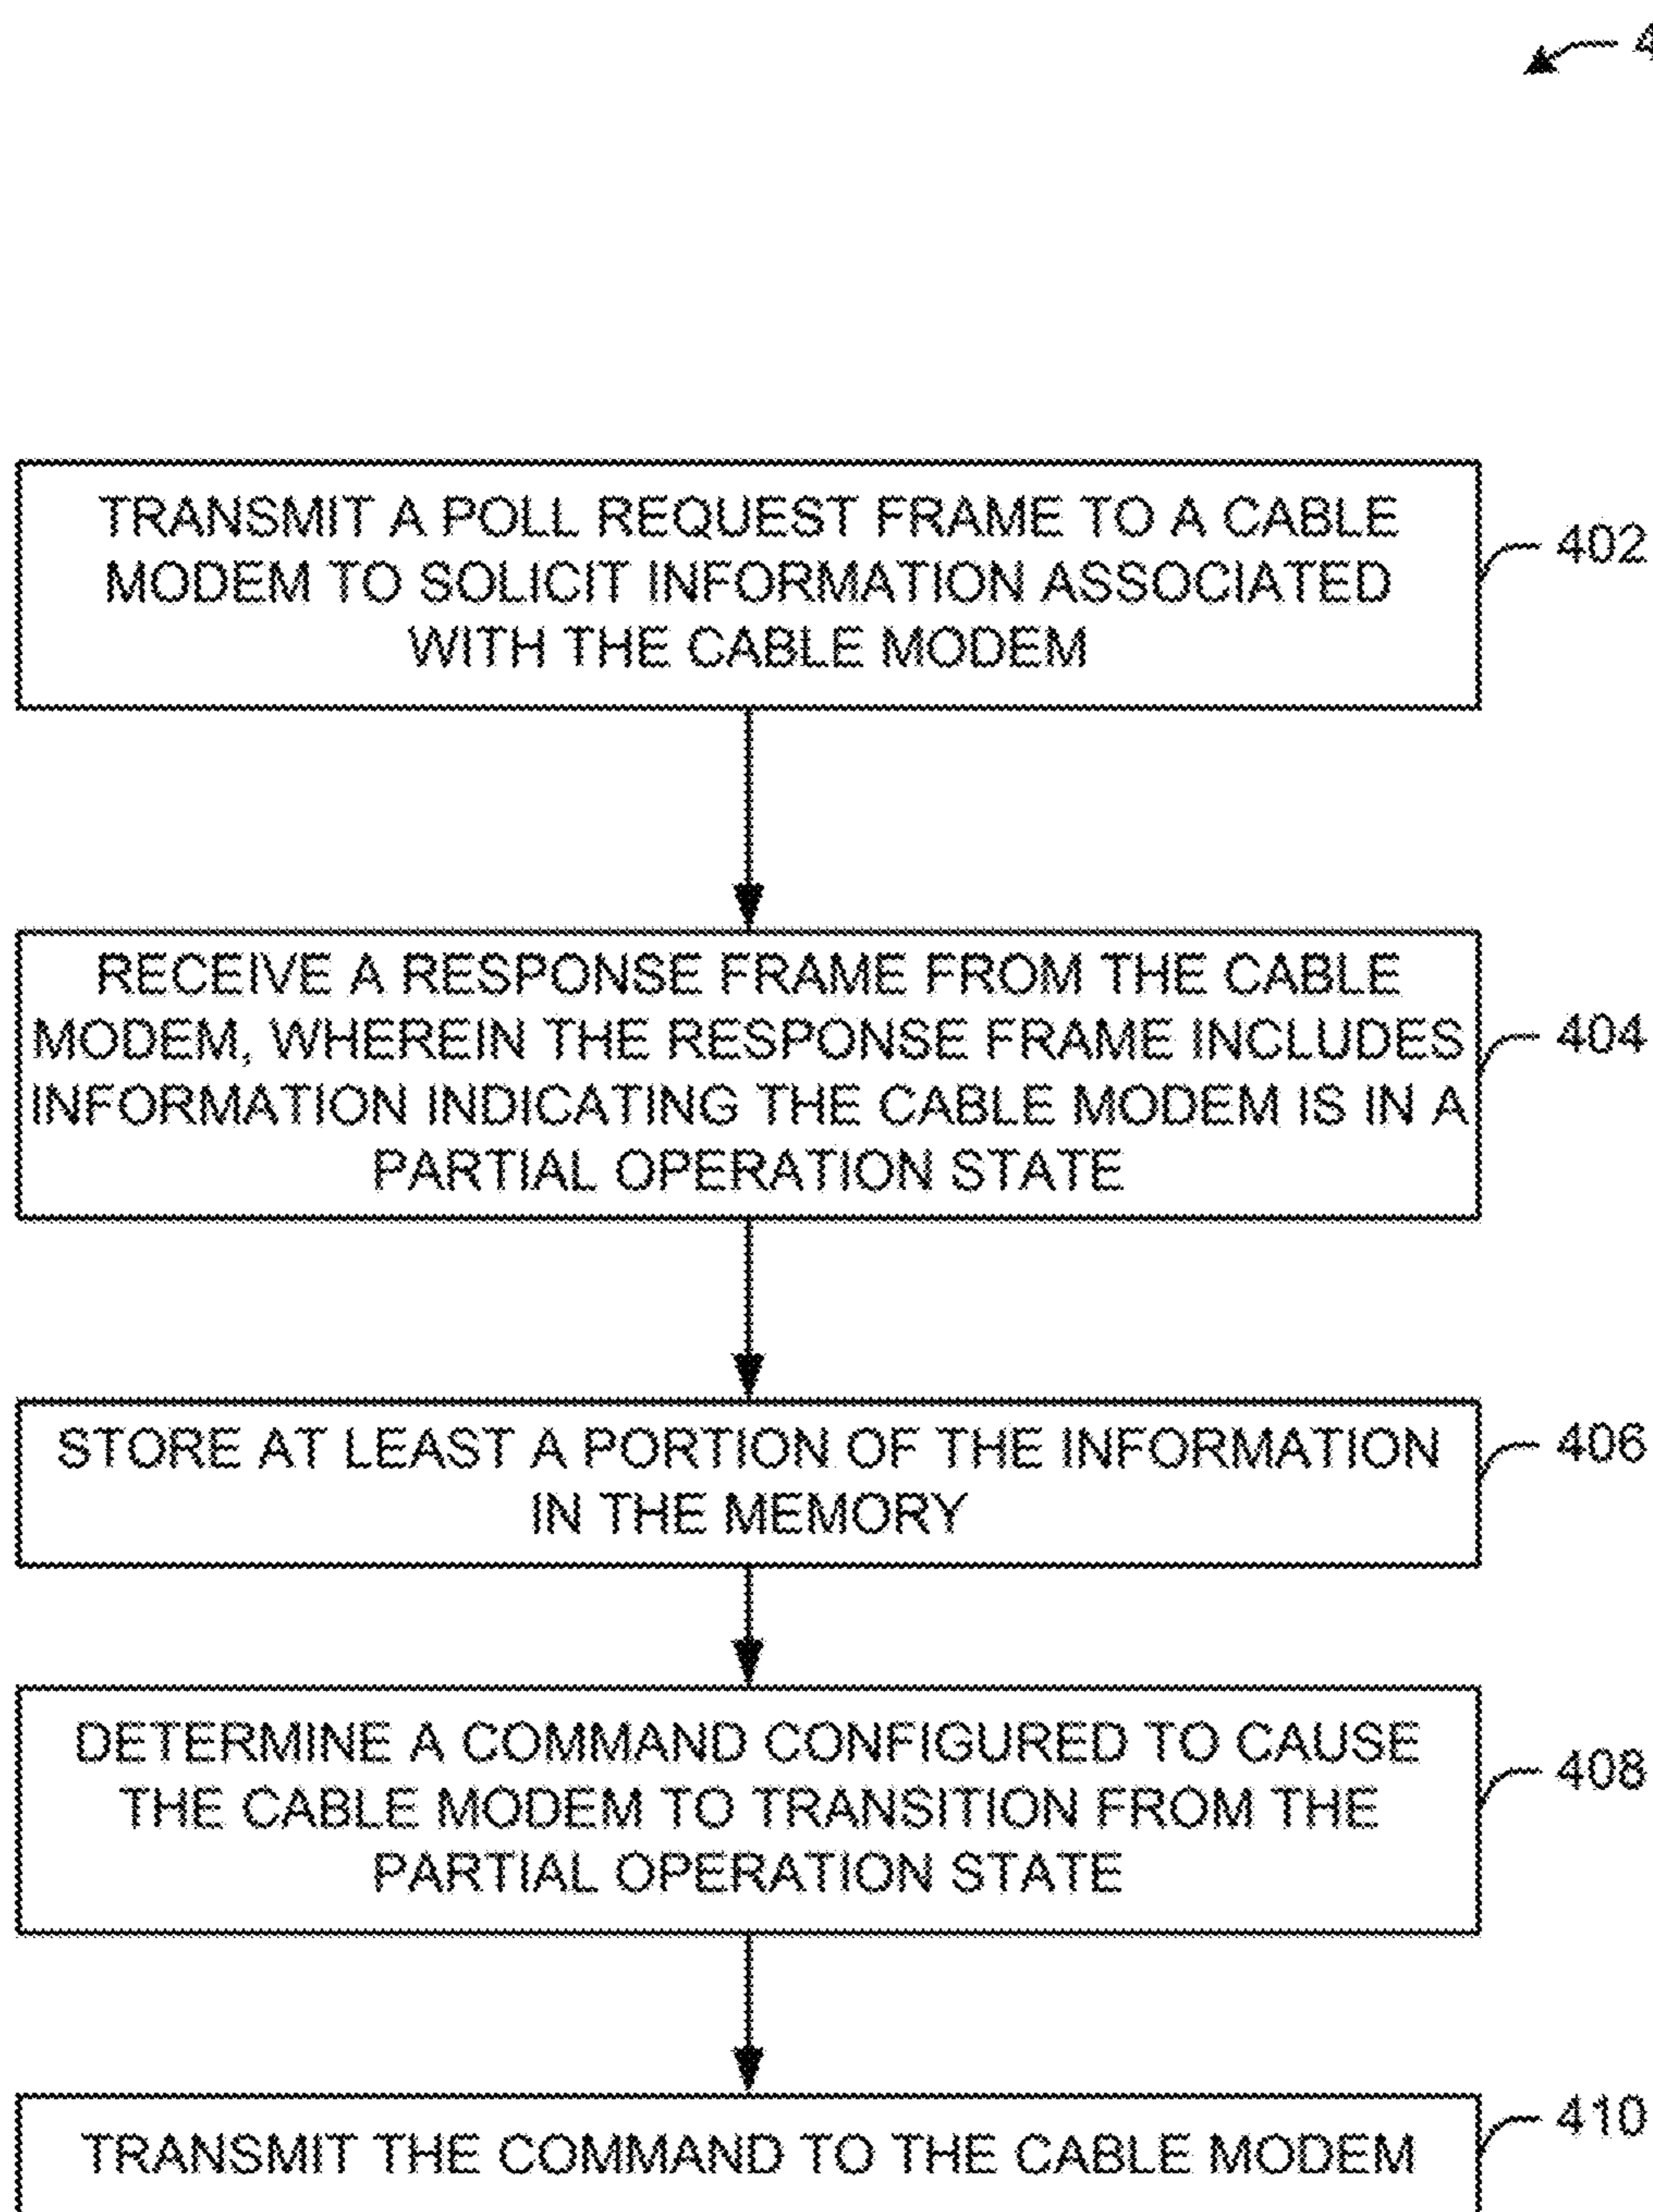 TRANSMIT A POLL REQUEST FRAME TO A CABLE
MODEM TO SOLICIT INFORMATION ASSOCIATED
WITH THE CABLE MODEM
402
RECEIVE A RESPONSE FRAME FROM THE CABLE
MODEM, WHEREIN THE RESPONSE FRAME INCLUDES
INFORMATION INDICATING THE CABLE MODEM IS IN A
PARTIAL OPERATION STATE
404
STORE AT LEAST A PORTION OF THE INFORMATION
IN THE MEMORY
406
DETERMINE A COMMAND CONFIGURED TO CAUSE
THE CABLE MODEM TO TRANSITION FROM THE
PARTIAL OPERATION STATE
408
TRANSMIT THE COMMAND TO THE CABLE MODEM
410